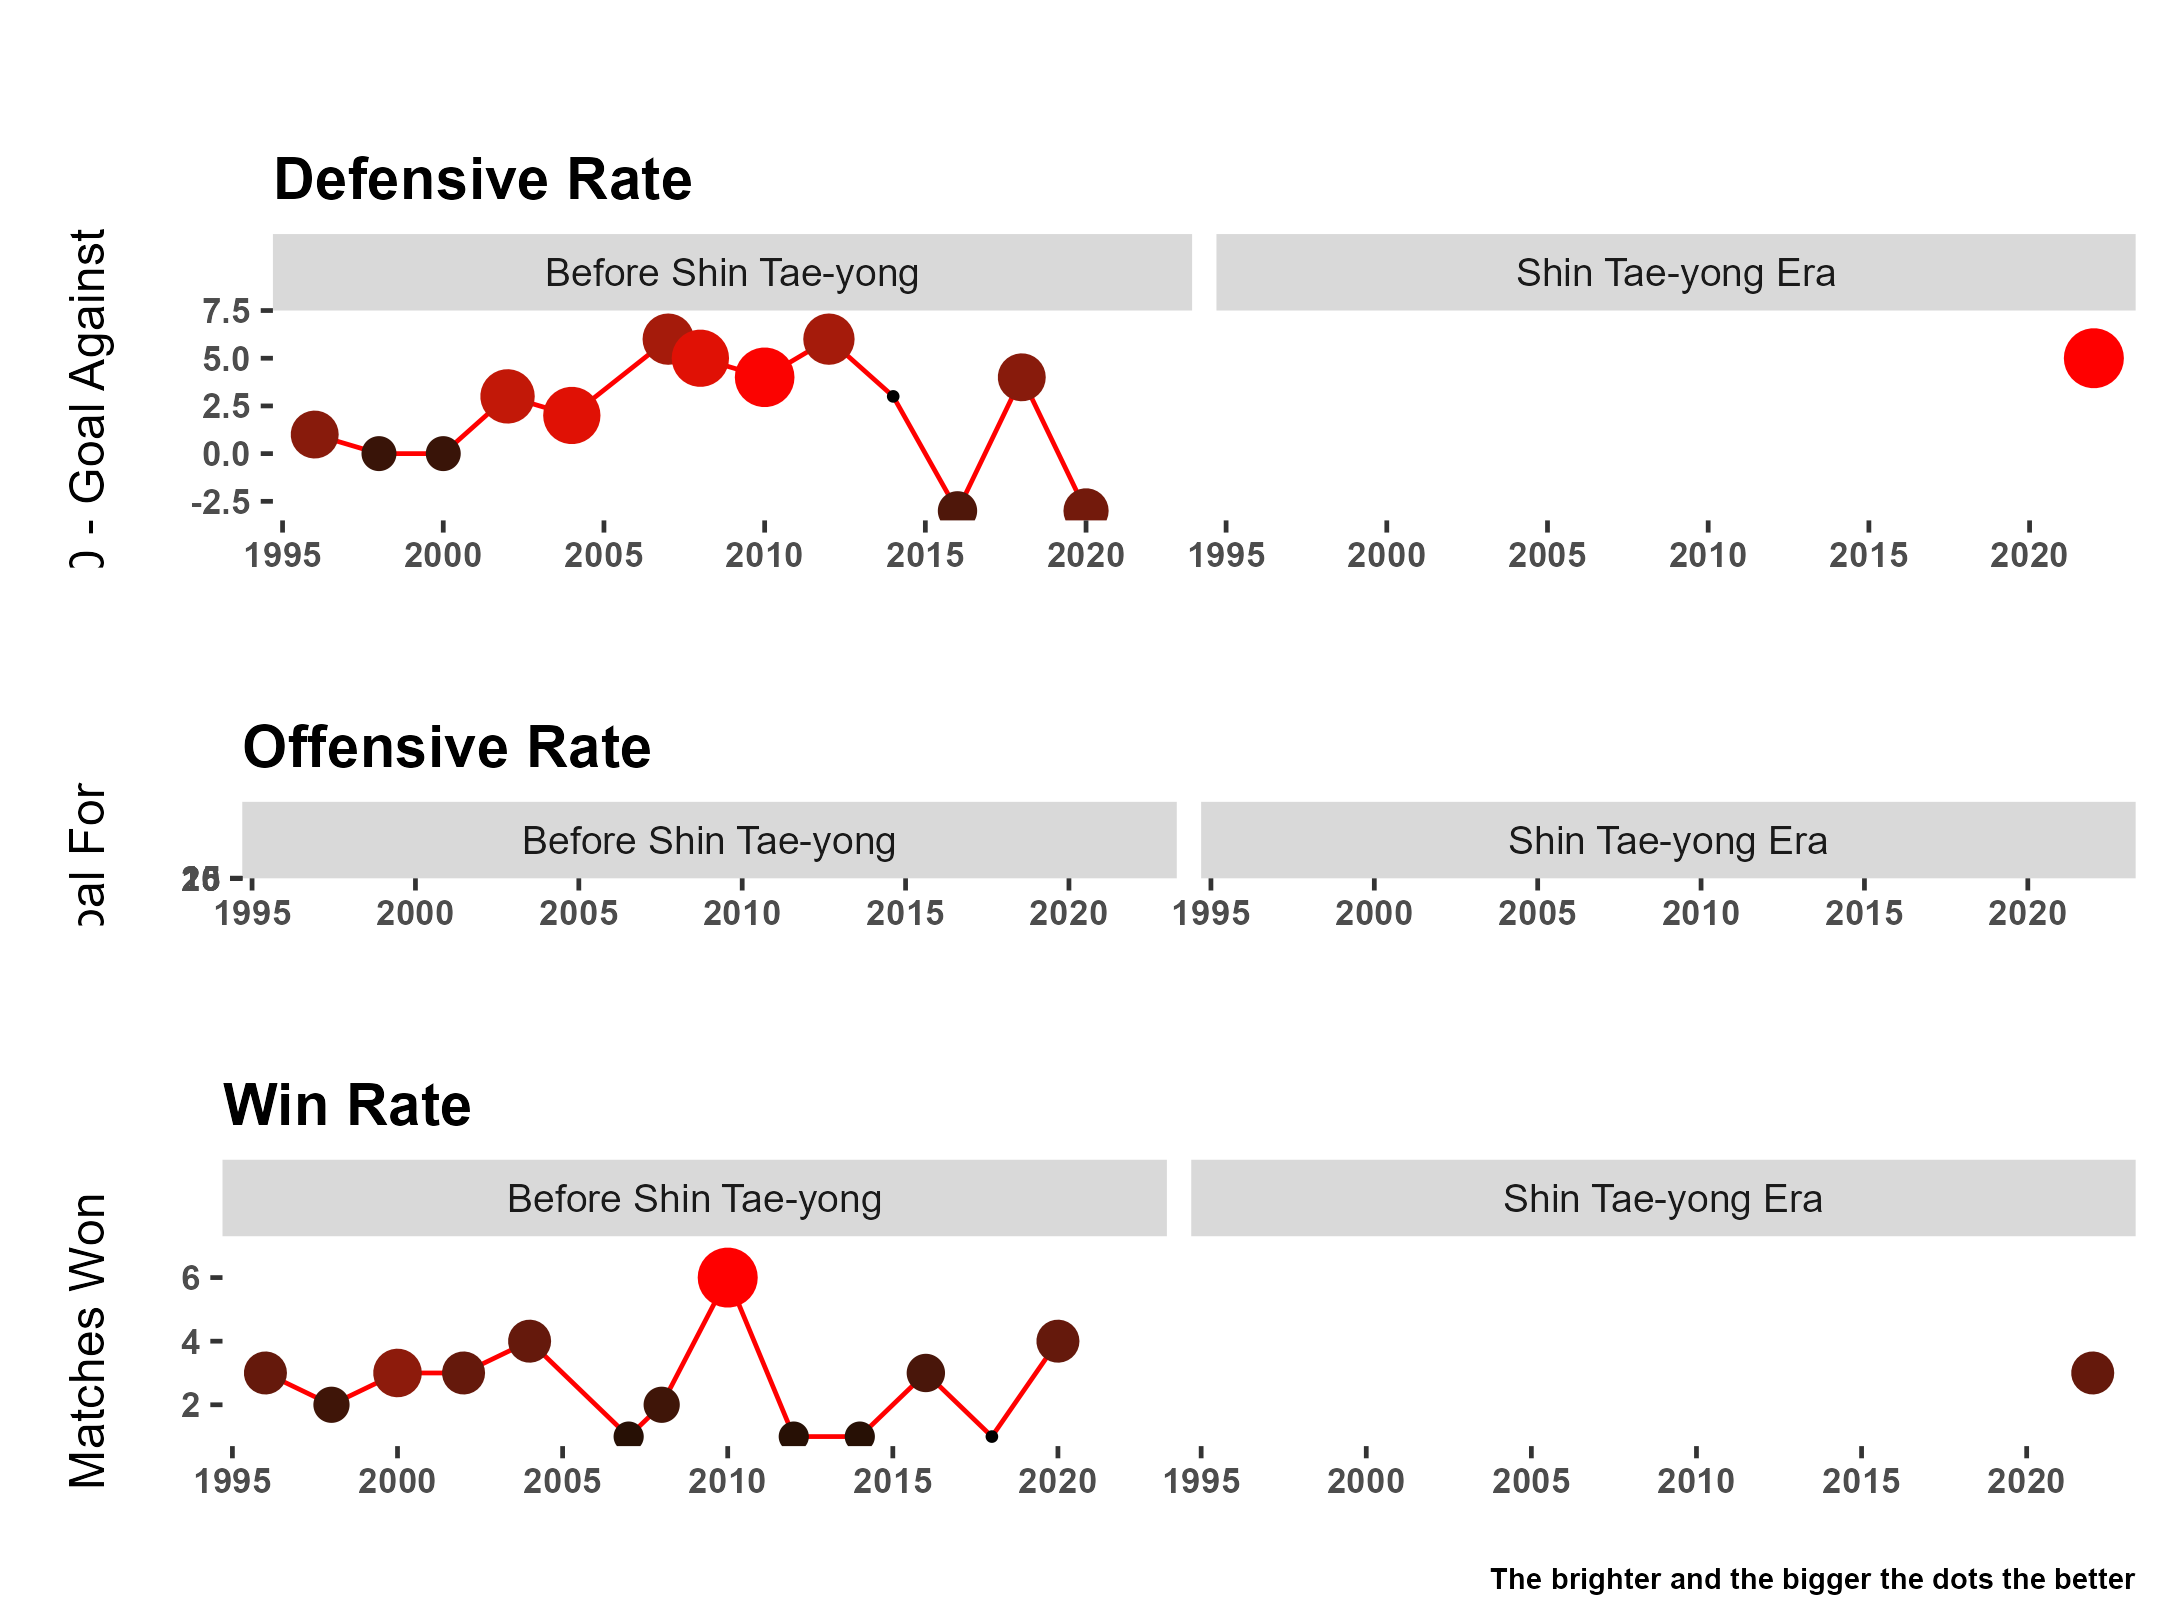 Defensive Rate
Before Shin Tae-yong
Shin Tae-yong Era
- Goal Against
7.5
5.0
2.5
0.0
-2.5
1995 2000 2005 2010 2015 2020 1995 2000 2005 2010 2015 2020
Offensive Rate
Before Shin Tae-yong
Shin Tae-yong Era
For
1995 2000 2005 2010 2015 2020 1995 2000 2005 2010 2015 2020
Win Rate
Before Shin Tae-yong
Shin Tae-yong Era
Matches Won
6
4
2
1995 2000 2005 2010 2015 2020 1995 2000 2005 2010 2015 2020
The brighter and the bigger the dots the better